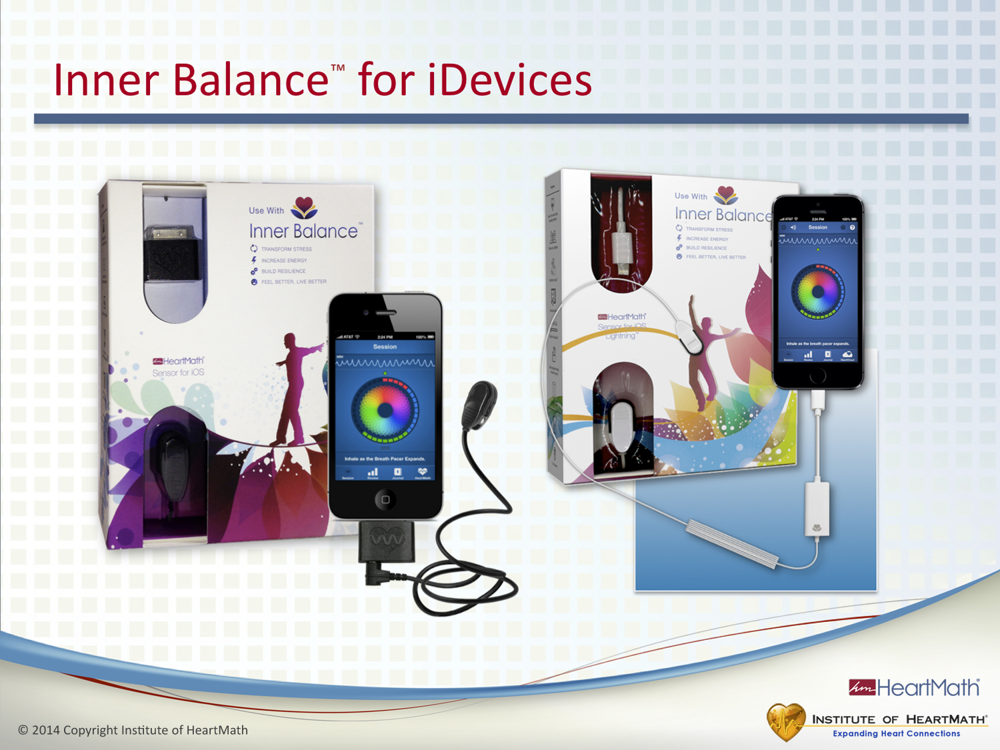 Inner Balance™ for iDevices
Use With
Inner Balance™
TRANSFORM STRESS
INCREASE ENERGY
BUILD RESILIENCE
FEEL BETTER, LIVE BETTER
HeartMath®
Sensor for iOS
AT&T 2:24 PM 100%
Session
HRV
Inhale as the Breath Pacer Expands.
Session Review Journal HeartMath
Use With
Inner Balance
TRANSFORM STRESS
INCREASE ENERGY
BUILD RESILIENCE
FEEL BETTER, LIVE BETTER
HeartMath®
Sensor for iOS
Lightning™
AT&T 2:24 PM 100%
Session
HRV
Inhale as the breath pacer expands.
Session Review Journal HeartCloud
hm HeartMath®
INSTITUTE OF HEARTMATH®
Expanding Heart Connections
© 2014 Copyright Institute of HeartMath